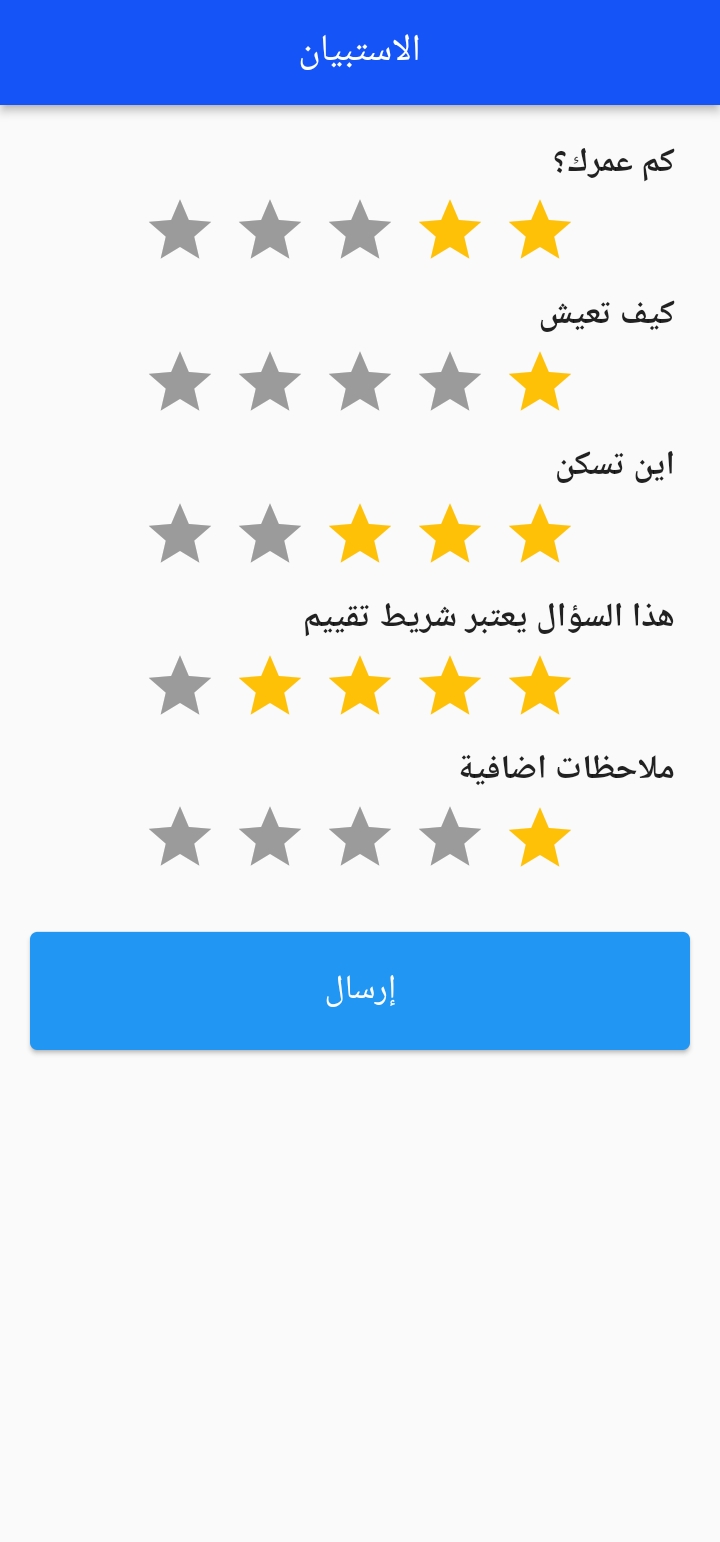 الاستبيان
كم عمرك؟
كيف تعيش
اين تسكن
هذا السؤال يعتبر شريط تقييم
ملاحظات اضافية
إرسال